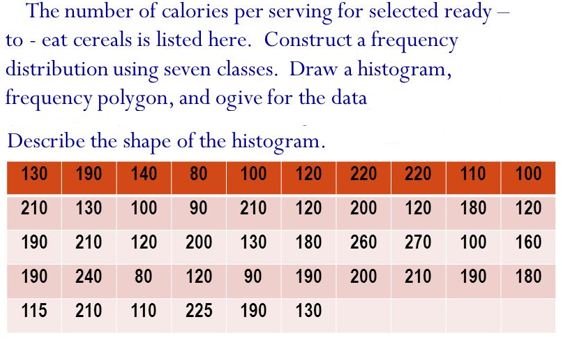 The number of calories per serving for selected ready –
to - eat cereals is listed here. Construct a frequency
distribution using seven classes. Draw a histogram,
frequency polygon, and ogive for the data
Describe the shape of the histogram.
130 190 140 80 100 120 220 220 110 100
210 130 100 90 210 120 200 120 180 120
190 210 120 200 130 180 260 270 100 160
190 240 80 120 90 190 200 210 190 180
115 210 110 225 190 130